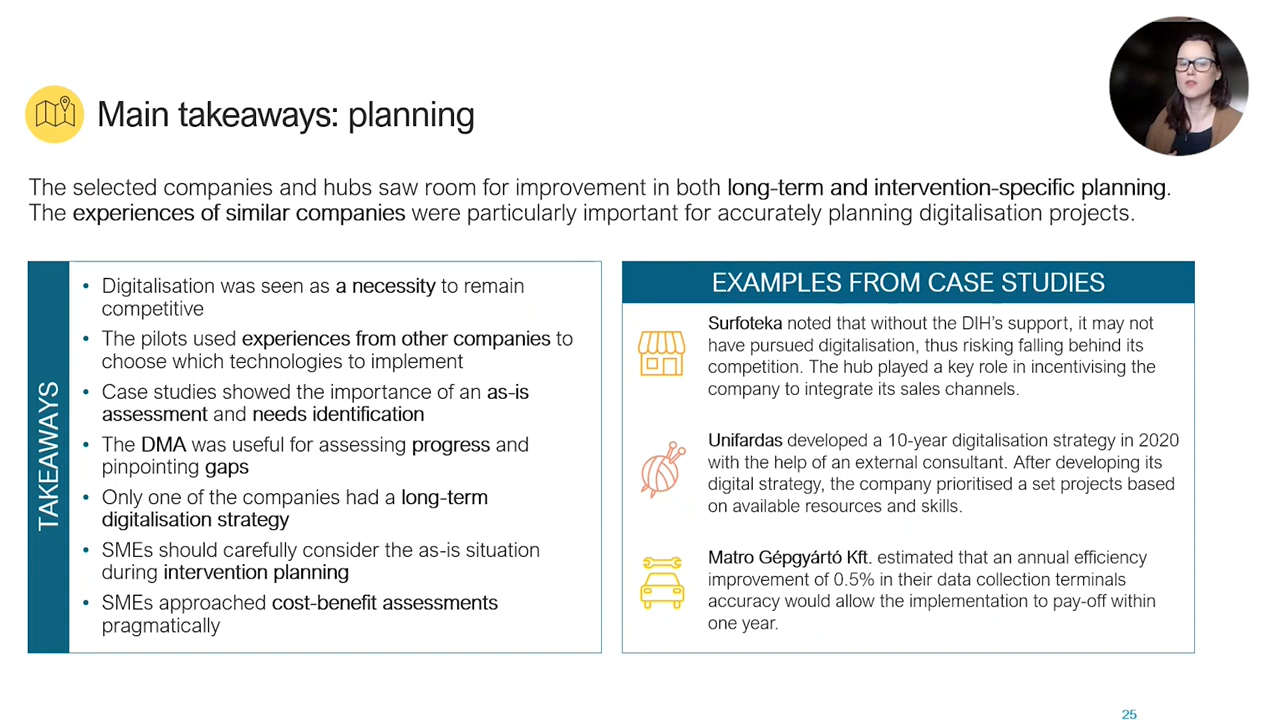 Main takeaways: planning
The selected companies and hubs saw room for improvement in both long-term and intervention-specific planning.
The experiences of similar companies were particularly important for accurately planning digitalisation projects.
TAKEAWAYS
• Digitalisation was seen as a necessity to remain
competitive
• The pilots used experiences from other companies to
choose which technologies to implement
• Case studies showed the importance of an as-is
assessment and needs identification
• The DMA was useful for assessing progress and
pinpointing gaps
• Only one of the companies had a long-term
digitalisation strategy
• SMEs should carefully consider the as-is situation
during intervention planning
• SMEs approached cost-benefit assessments
pragmatically
EXAMPLES FROM CASE STUDIES
Surfoteka noted that without the DIH's support, it may not
have pursued digitalisation, thus risking falling behind its
competition. The hub played a key role in incentivising the
company to integrate its sales channels.
Unifardas developed a 10-year digitalisation strategy in 2020
with the help of an external consultant. After developing its
digital strategy, the company prioritised a set projects based
on available resources and skills.
Matro Gépgyártó Kft. estimated that an annual efficiency
improvement of 0.5% in their data collection terminals
accuracy would allow the implementation to pay-off within
one year.
25